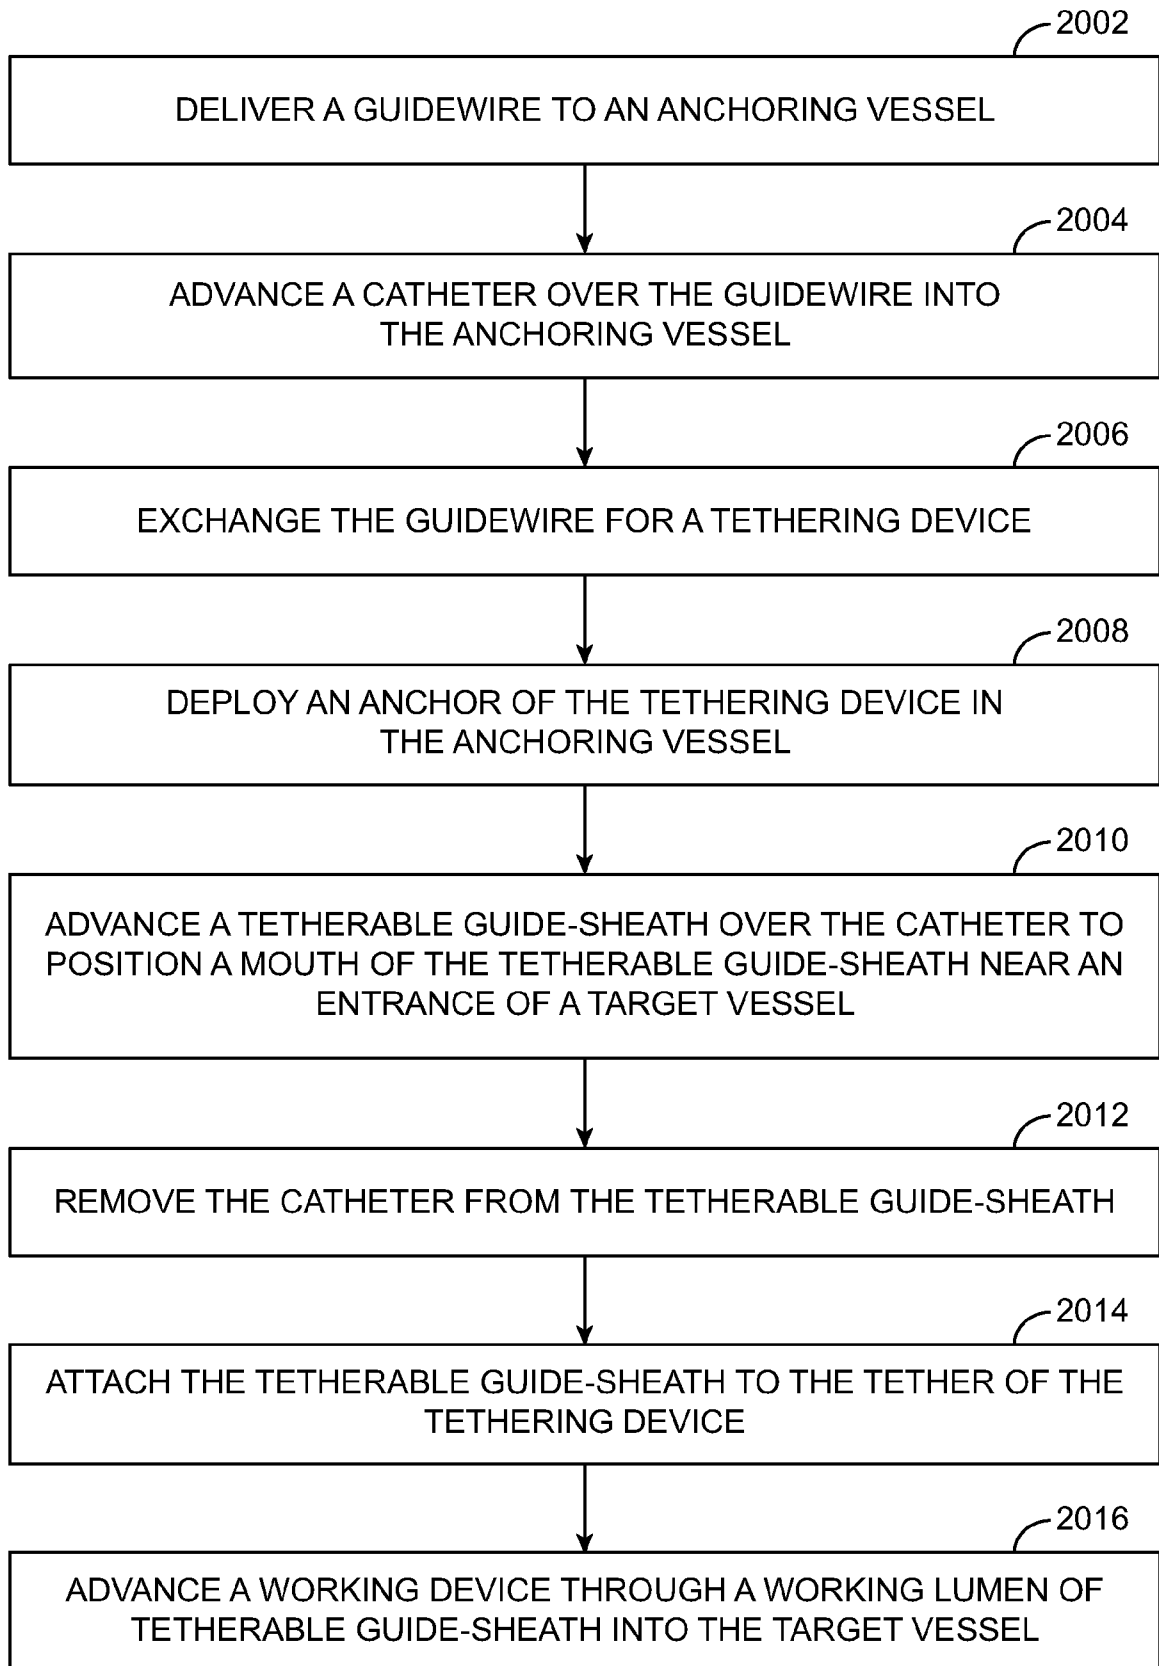 2002
DELIVER A GUIDEWIRE TO AN ANCHORING VESSEL
2004
ADVANCE A CATHETER OVER THE GUIDEWIRE INTO
THE ANCHORING VESSEL
2006
EXCHANGE THE GUIDEWIRE FOR A TETHERING DEVICE
2008
DEPLOY AN ANCHOR OF THE TETHERING DEVICE IN
THE ANCHORING VESSEL
2010
ADVANCE A TETHERABLE GUIDE-SHEATH OVER THE CATHETER TO
POSITION A MOUTH OF THE TETHERABLE GUIDE-SHEATH NEAR AN
ENTRANCE OF A TARGET VESSEL
2012
REMOVE THE CATHETER FROM THE TETHERABLE GUIDE-SHEATH
2014
ATTACH THE TETHERABLE GUIDE-SHEATH TO THE TETHER OF THE
TETHERING DEVICE
2016
ADVANCE A WORKING DEVICE THROUGH A WORKING LUMEN OF
TETHERABLE GUIDE-SHEATH INTO THE TARGET VESSEL